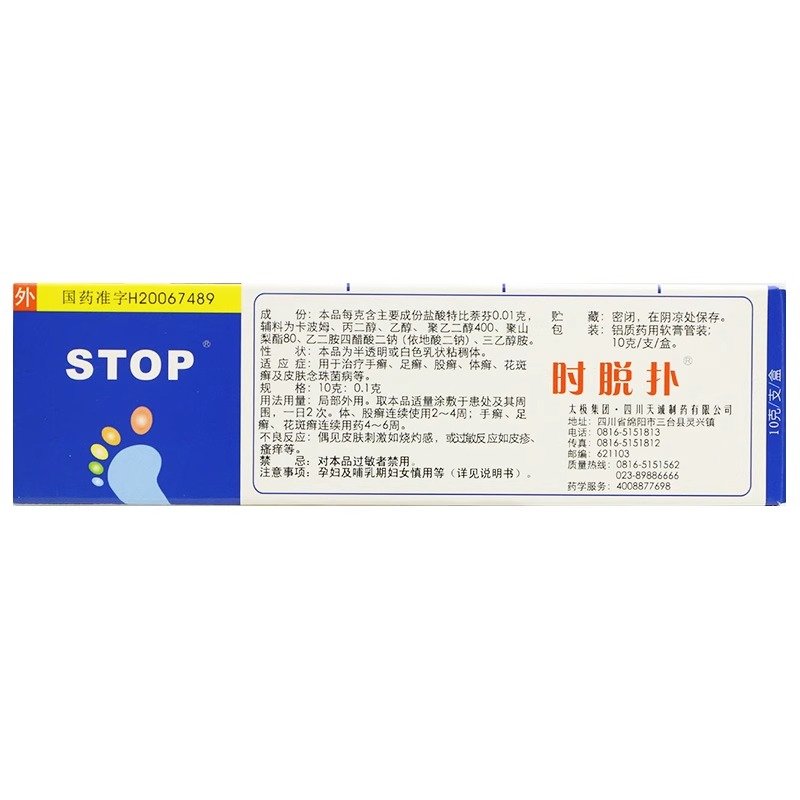 外
国药准字H20067489
STOP®
成 份：本品每克含主要成份盐酸特比萘芬0.01克，
辅料为卡波姆、丙二醇、乙醇、聚乙二醇400、聚山
梨酯80、乙二胺四醋酸二钠（依地酸二钠）、三乙醇胺。
性 状：本品为半透明或白色乳状粘稠体。
适 应 症：用于治疗手癣、足癣、股癣、体癣、花斑
癣及皮肤念珠菌病等。
规 格：10克：0.1克
用法用量：局部外用。取本品适量涂敷于患处及其周
围，一日2次。体、股癣连续使用2～4周；手癣、足
癣、花斑癣连续用药4～6周。
不良反应：偶见皮肤刺激如烧灼感，或过敏反应如皮疹、
瘙痒等。
禁 忌：对本品过敏者禁用。
注意事项：孕妇及哺乳期妇女慎用等（详见说明书）。
贮 藏：密闭，在阴凉处保存。
包 装：铝质药用软膏管装；
10克/支/盒。
时脱扑®
太极集团·四川天诚制药有限公司
地址：四川省绵阳市三台县灵兴镇
电话：0816-5151813
传真：0816-5151812
邮编：621103
质量热线：0816-5151562
023-89886666
药学服务：4008877698
10克/支/盒